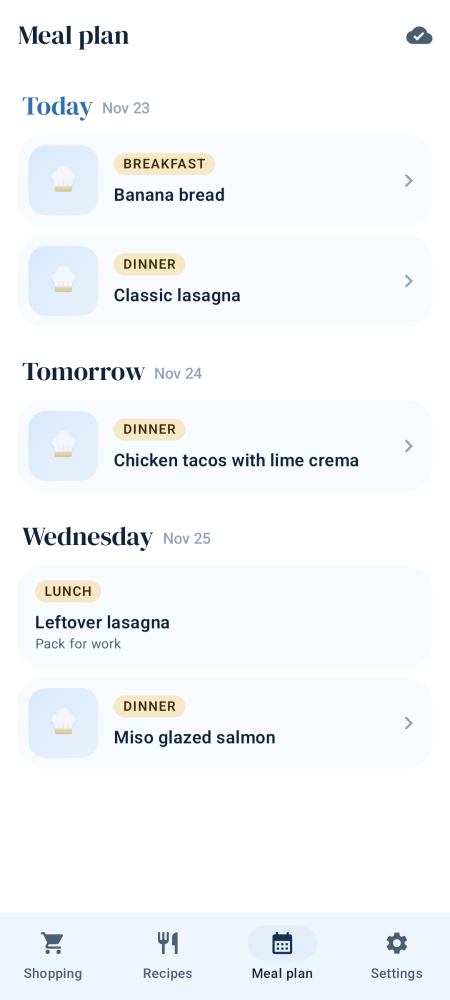 Meal plan
Today Nov 23
BREAKFAST
Banana bread
DINNER
Classic lasagna
Tomorrow Nov 24
DINNER
Chicken tacos with lime crema
Wednesday Nov 25
LUNCH
Leftover lasagna
Pack for work
DINNER
Miso glazed salmon
Shopping Recipes Meal plan Settings